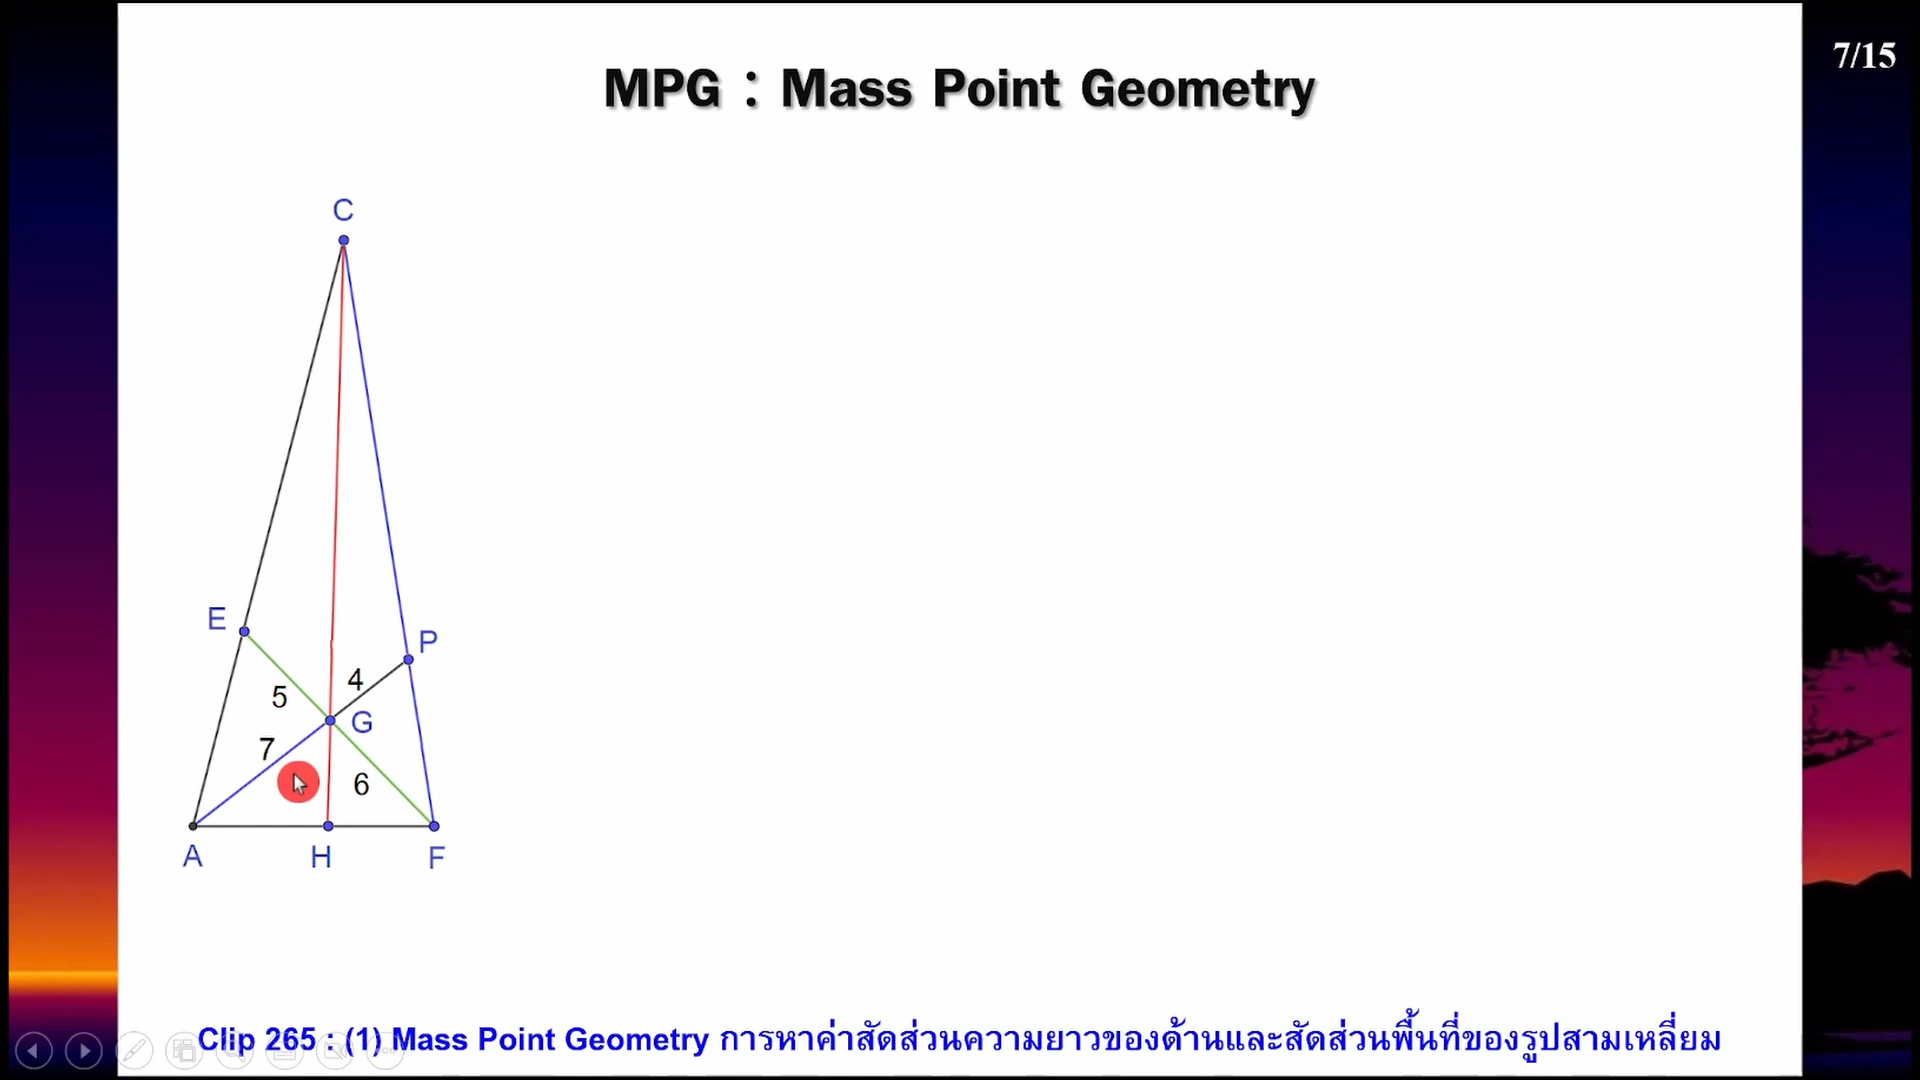 7/15
MPG : Mass Point Geometry
C
E
P
4
5
G
7
6
A
H
F
Clip 265 : (1) Mass Point Geometry การหาค่าสัดส่วนความยาวของด้านและสัดส่วนพื้นที่ของรูปสามเหลี่ยม